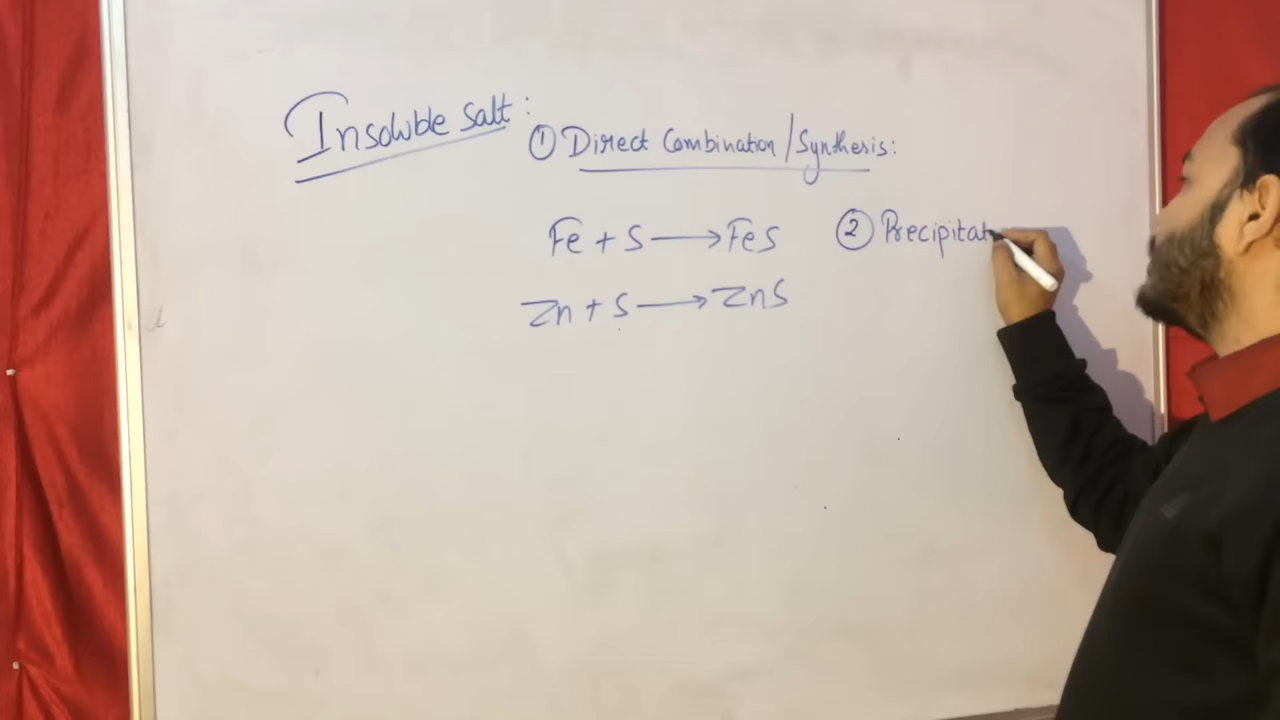 Insoluble Salt:
① Direct Combination/Synthesis:
Fe + S ⟶ FeS
② Precipitat
Zn + S ⟶ ZnS